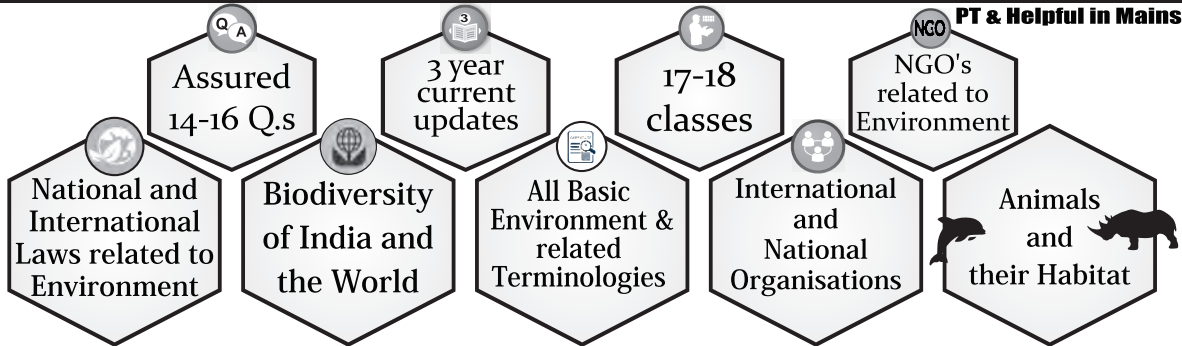 PT & Helpful in Mains
Q
A
Assured
14-16 Q.s
3
3 year
current
updates
17-18
classes
NGO
NGO's
related to
Environment
National and
International
Laws related to
Environment
Biodiversity
of India and
the World
All Basic
Environment &
related
Terminologies
International
and
National
Organisations
Animals
and
their Habitat